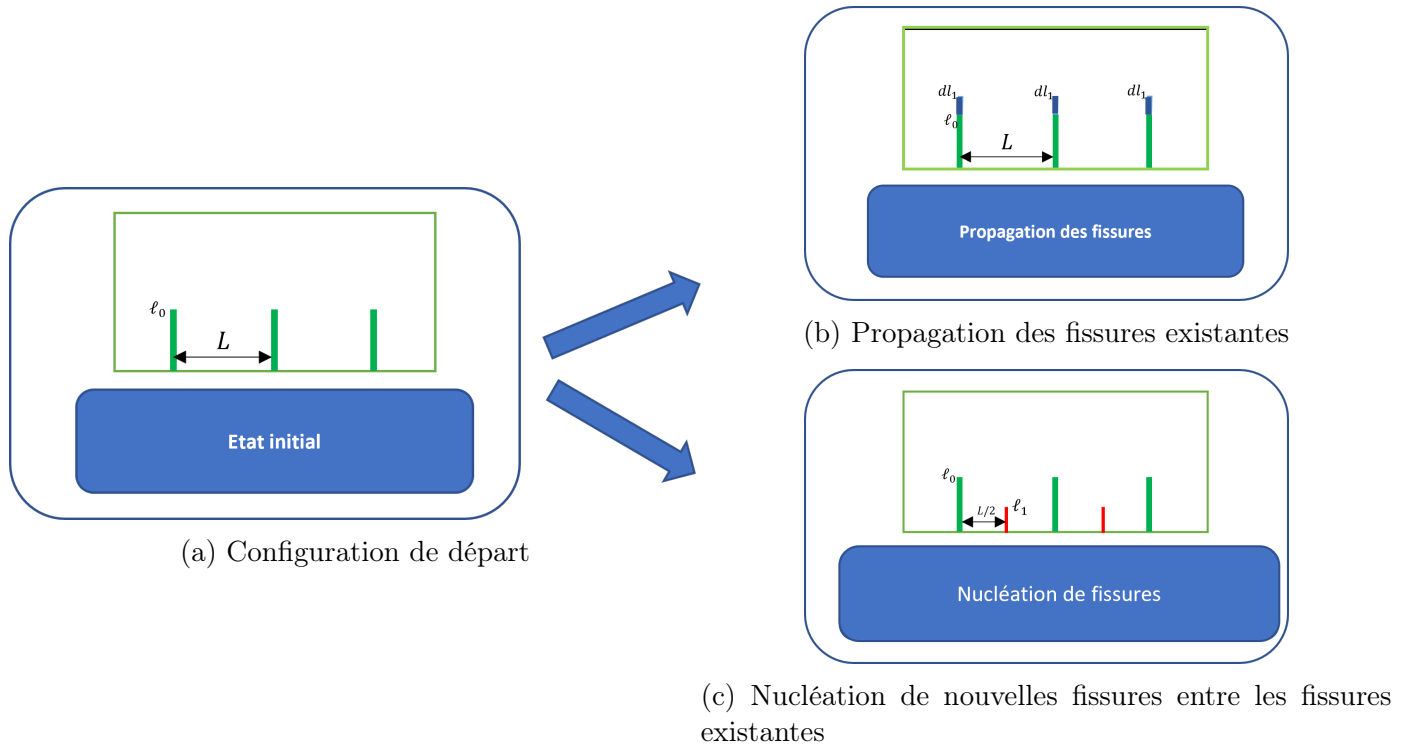 ℓ₀
L
Etat initial
(a) Configuration de départ
dl₁ dl₁ dl₁
ℓ₀
L
Propagation des fissures
(b) Propagation des fissures existantes
ℓ₀
L/2
ℓ₁
Nucléation de fissures
(c) Nucléation de nouvelles fissures entre les fissures
existantes